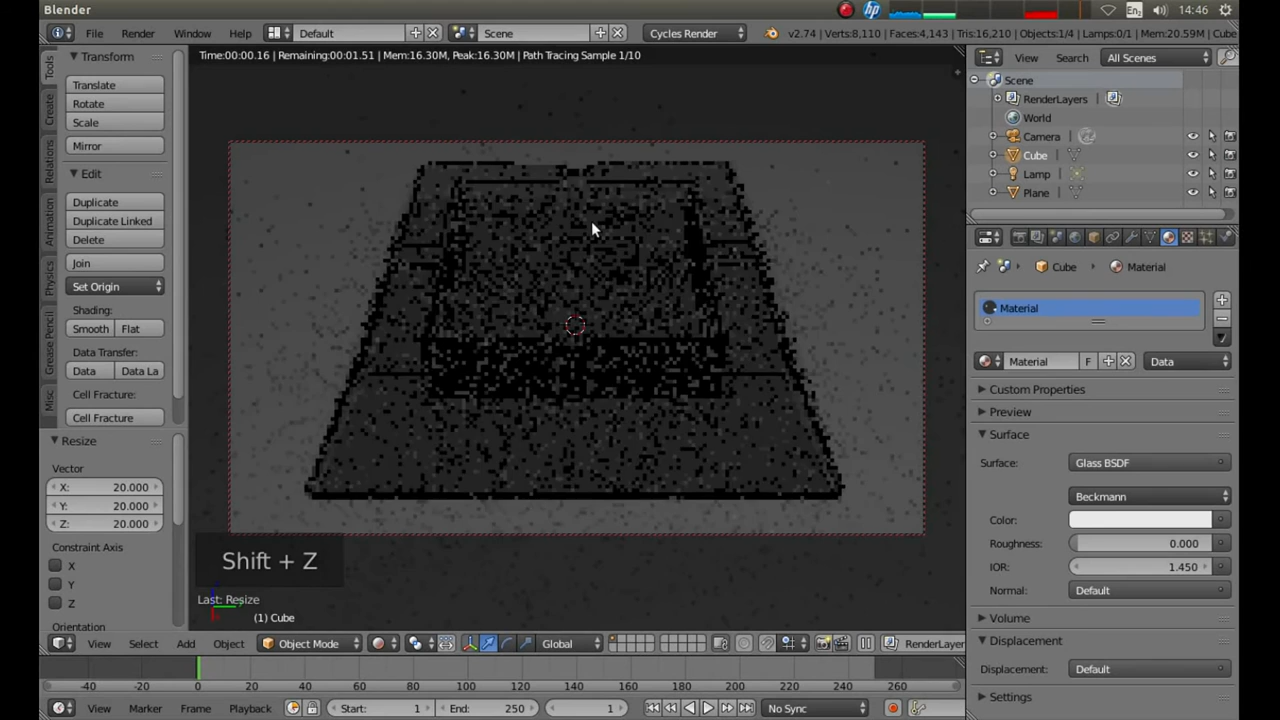 Blender
En2
14:46
File
Render
Window
Help
Default
Scene
Cycles Render
v2.74 | Verts:8,110 | Faces:4,143 | Tris:16,210 | Objects:1/4 | Lamps:0/1 | Mem:20.59M | Cube
Time:00:00.16 | Remaining:00:01.51 | Mem:16.30M, Peak:16.30M | Path Tracing Sample 1/10
View
Search
All Scenes
Tools
Create
Relations
Animation
Physics
Grease Pencil
Misc
Transform
Translate
Rotate
Scale
Mirror
Edit
Duplicate
Duplicate Linked
Delete
Join
Set Origin
Shading:
Smooth
Flat
Data Transfer:
Data
Data La
Cell Fracture:
Cell Fracture
Resize
Vector
X: 20.000
Y: 20.000
Z: 20.000
Constraint Axis
X
Y
Z
Orientation
Shift + Z
Last: Resize
(1) Cube
Scene
RenderLayers
World
Camera
Cube
Lamp
Plane
Cube
Material
Material
Material
F
Data
Custom Properties
Preview
Surface
Surface:
Glass BSDF
Beckmann
Color:
Roughness:
0.000
IOR:
1.450
Normal:
Default
Volume
Displacement
Displacement:
Default
Settings
View
Select
Add
Object
Object Mode
Global
RenderLayer
-40
-20
0
20
40
60
80
100
120
140
160
180
200
220
240
260
View
Marker
Frame
Playback
Start: 1
End: 250
1
No Sync